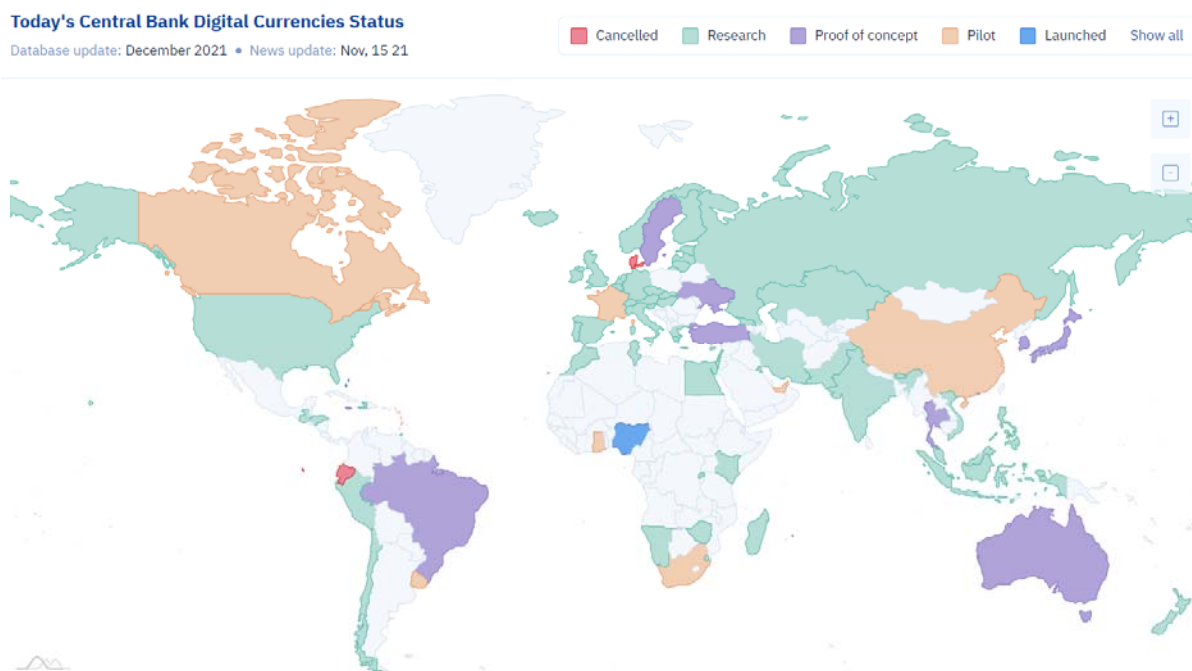 Today's Central Bank Digital Currencies Status
Database update: December 2021 • News update: Nov, 15 21
Cancelled Research Proof of concept Pilot Launched Show all